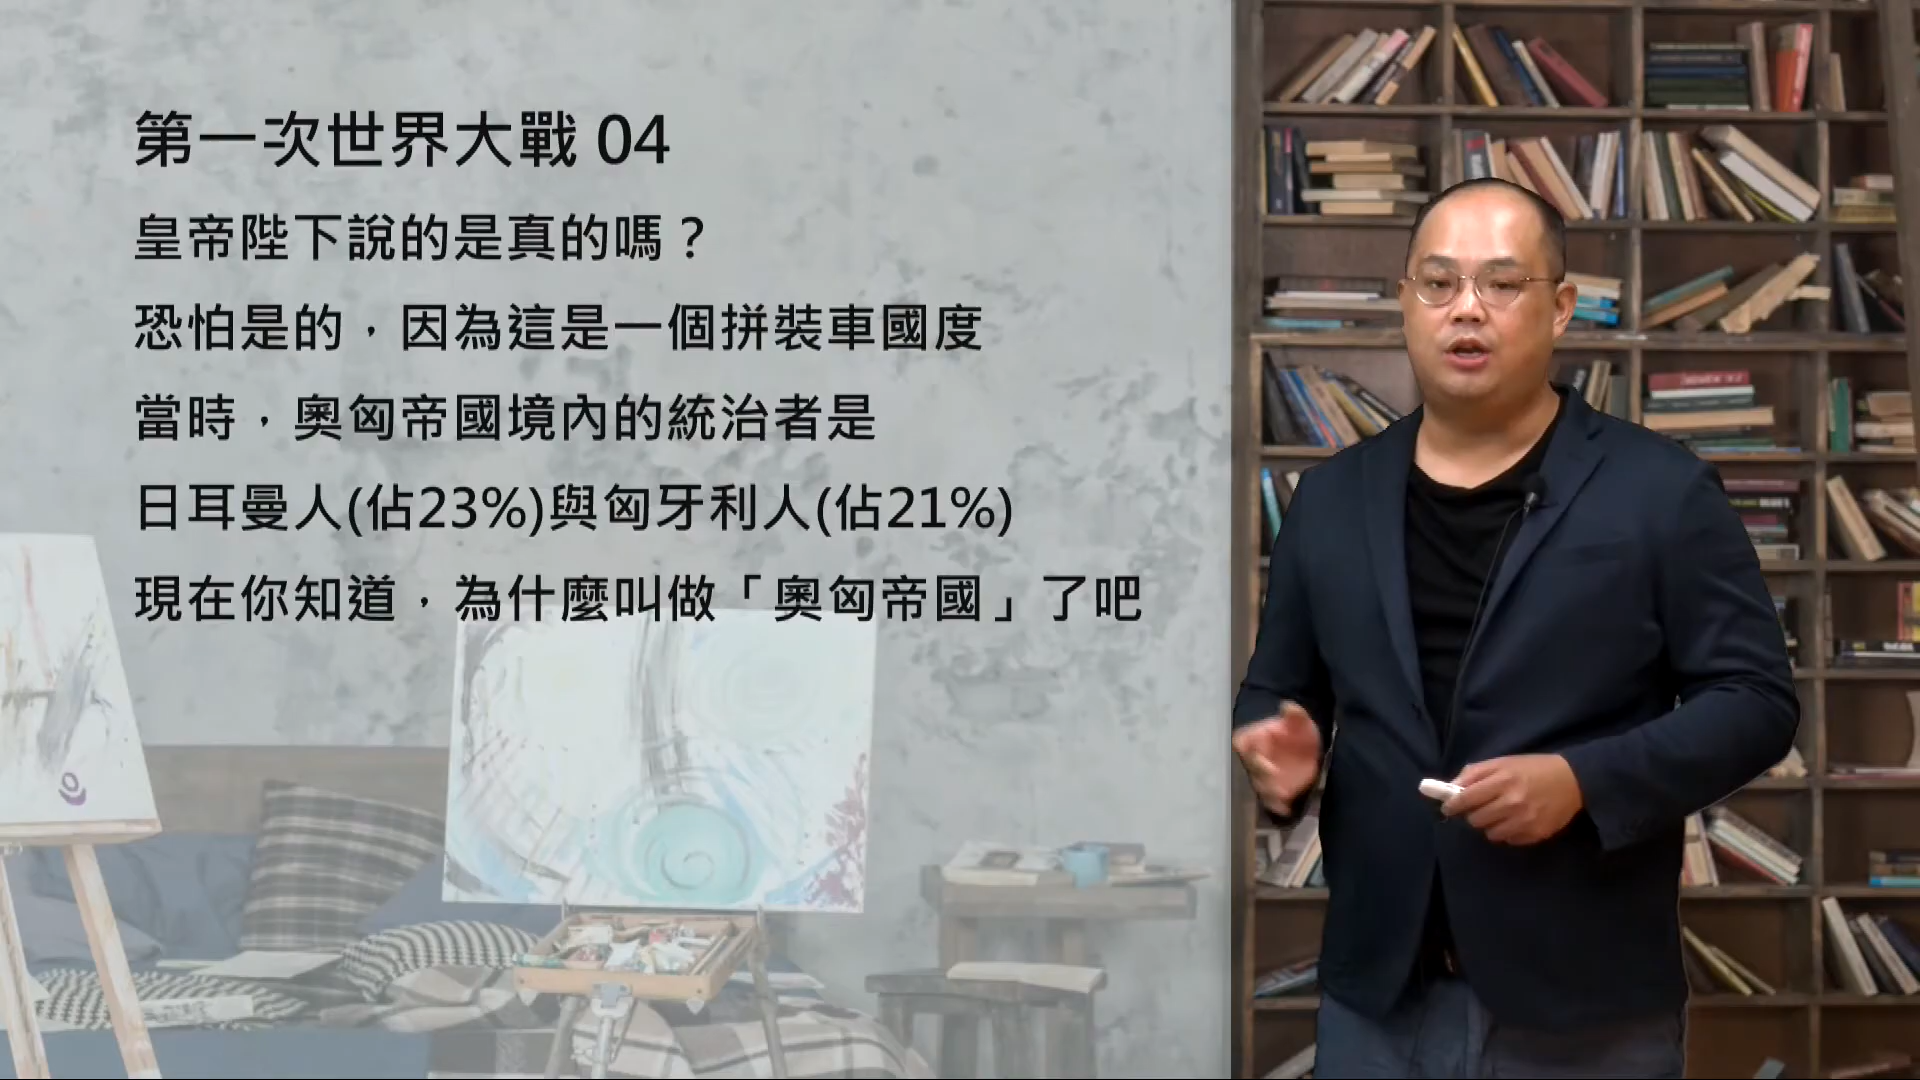 第一次世界大戰 04
皇帝陛下說的是真的嗎？
恐怕是的，因為這是一個拼裝車國度
當時，奧匈帝國境內的統治者是
日耳曼人(佔23%)與匈牙利人(佔21%)
現在你知道，為什麼叫做「奧匈帝國」了吧